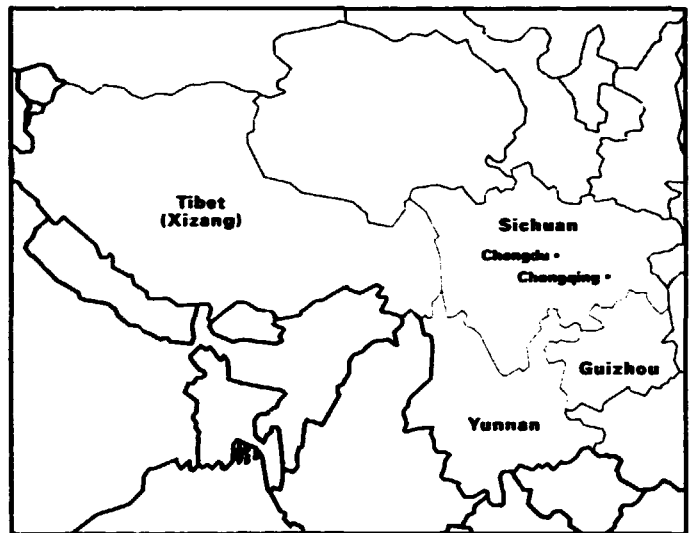 Tibet
(Xizang)
Sichuan
Chengdu
Chongqing
Guizhou
Yunnan